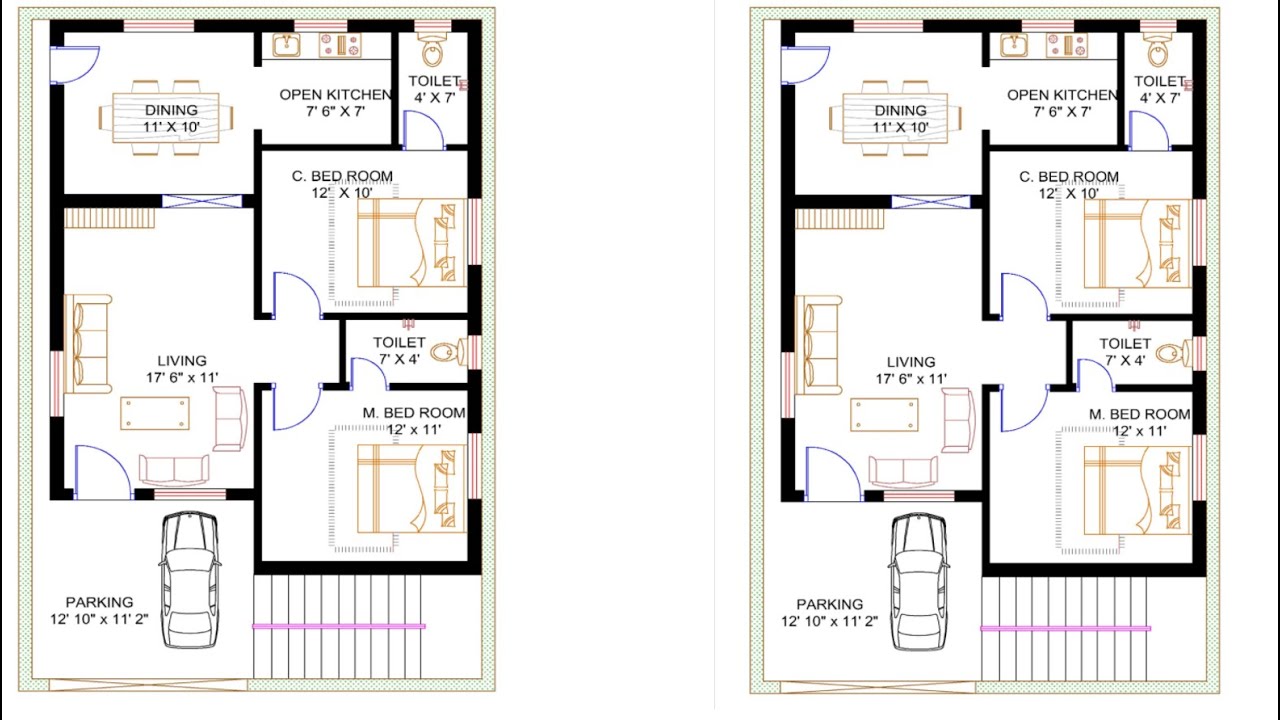 DINING
11' X 10'
OPEN KITCHEN
7' 6" X 7'
TOILET
4' X 7'
C. BED ROOM
12' X 10'
LIVING
17' 6" x 11'
TOILET
7' X 4'
M. BED ROOM
12' x 11'
PARKING
12' 10" x 11' 2"
DINING
11' X 10'
OPEN KITCHEN
7' 6" X 7'
TOILET
4' X 7'
C. BED ROOM
12' X 10'
LIVING
17' 6" x 11'
TOILET
7' X 4'
M. BED ROOM
12' x 11'
PARKING
12' 10" x 11' 2"